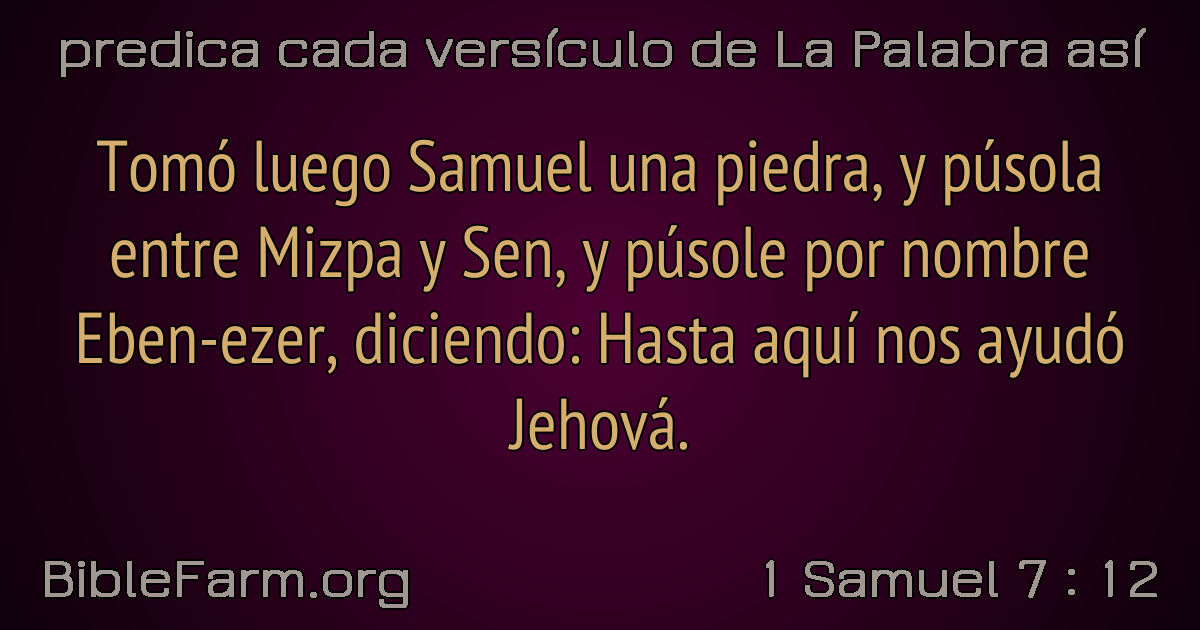 predica cada versículo de La Palabra así
Tomó luego Samuel una piedra, y púsola
entre Mizpa y Sen, y púsole por nombre
Eben-ezer, diciendo: Hasta aquí nos ayudó
Jehová.
BibleFarm.org
1 Samuel 7 : 12